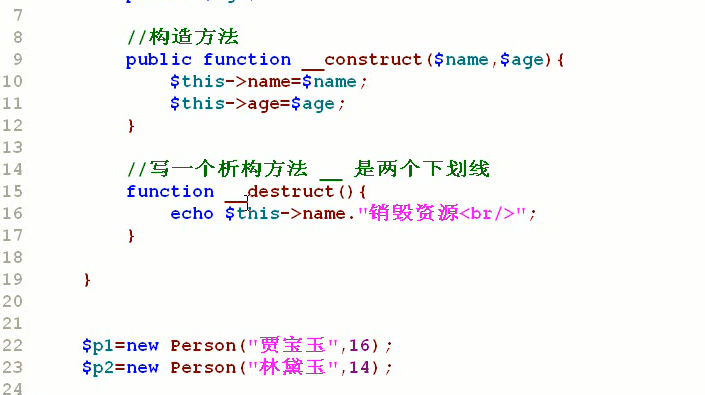 7
8 //构造方法
9 public function __construct($name,$age){
10 $this->name=$name;
11 $this->age=$age;
12 }
13
14 //写一个析构方法 __ 是两个下划线
15 function __destruct(){
16 echo $this->name."销毁资源<br/>";
17 }
18
19 }
20
21
22 $p1=new Person("贾宝玉",16);
23 $p2=new Person("林黛玉",14);
24